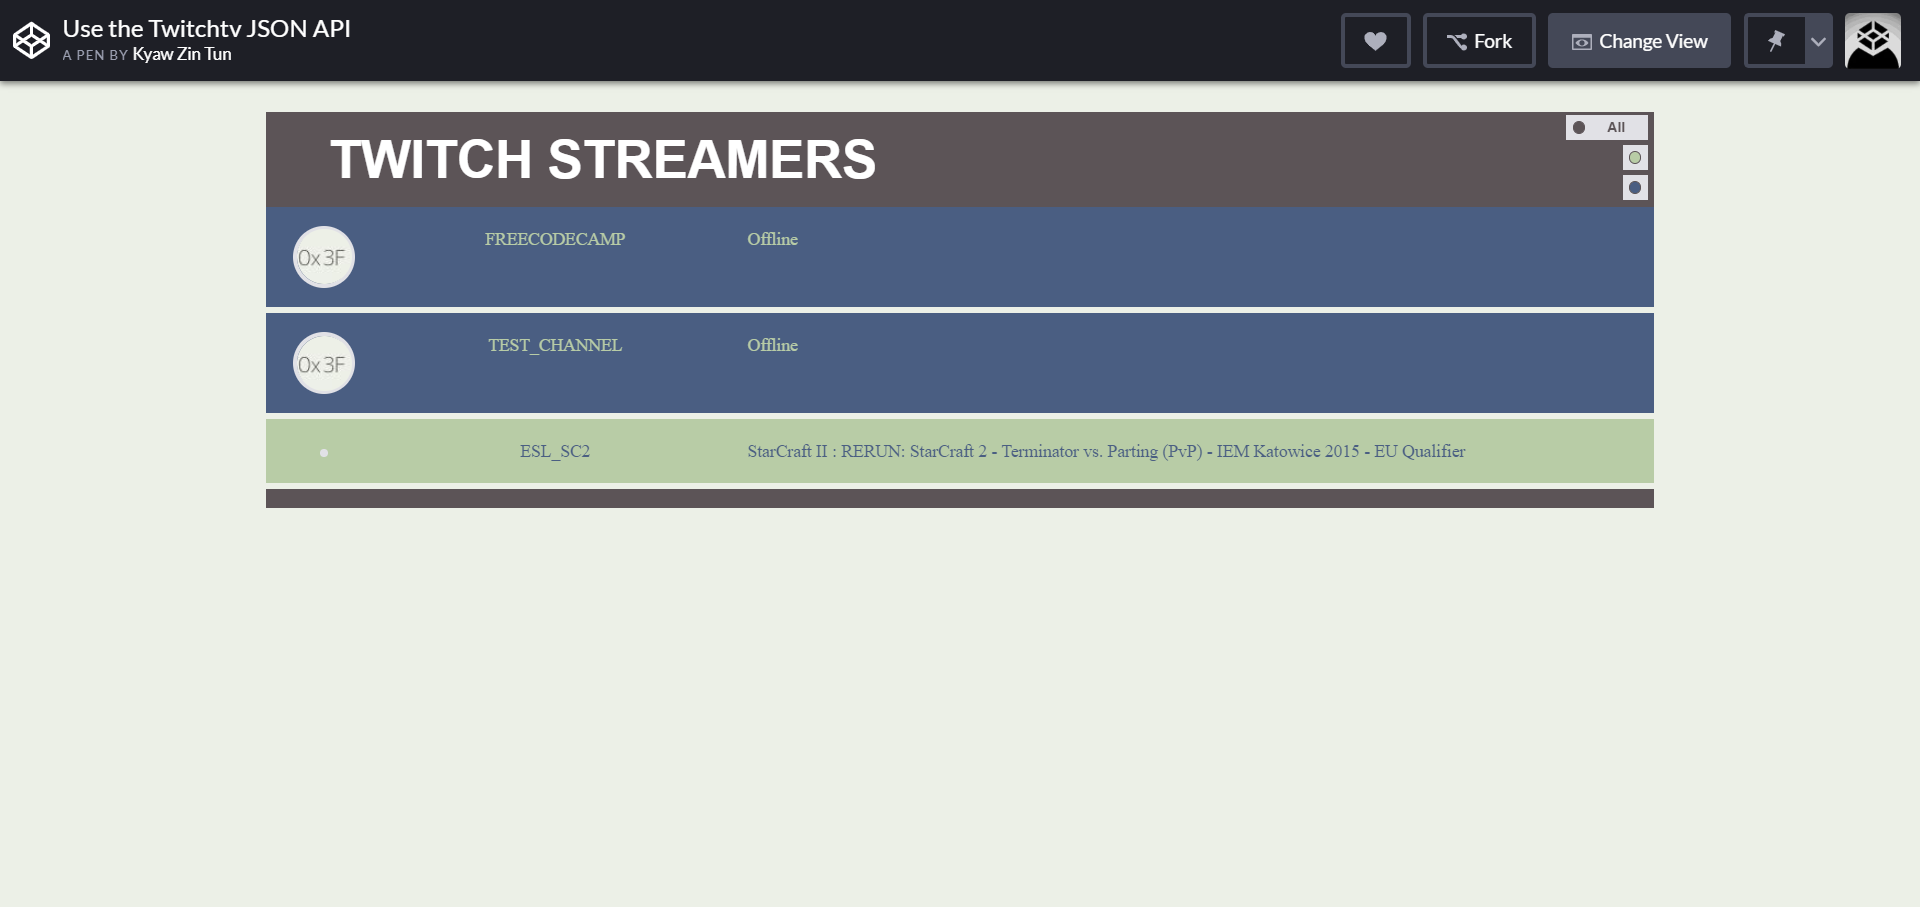 Use the Twitchtv JSON API
A PEN BY Kyaw Zin Tun
Fork
Change View
TWITCH STREAMERS
All
0x3F
FREECODECAMP
Offline
0x3F
TEST_CHANNEL
Offline
ESL_SC2
StarCraft II : RERUN: StarCraft 2 - Terminator vs. Parting (PvP) - IEM Katowice 2015 - EU Qualifier